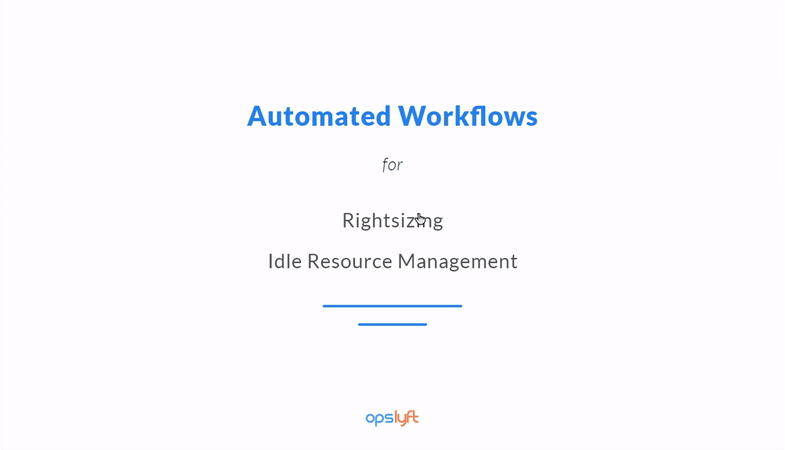 Automated Workflows
for
Rightsizing
Idle Resource Management
opslyft